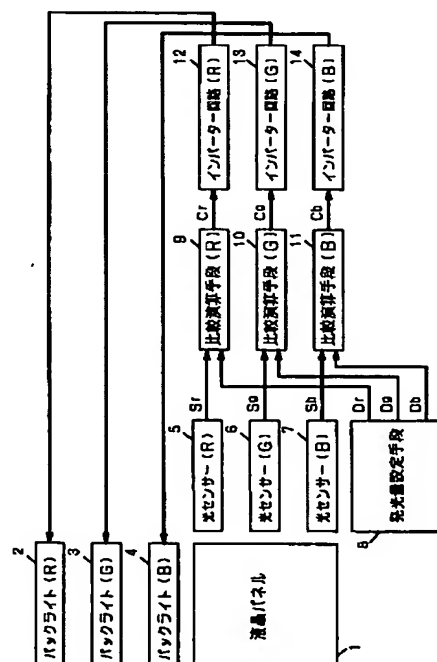 2
バックライト(R)
3
バックライト(G)
4
バックライト(B)
液晶パネル
1
5
光センサー(R)
6
光センサー(G)
7
光センサー(B)
8
発光量設定手段
Sr
Sg
Sb
Dr
Dg
Db
9
比較演算手段(R)
10
比較演算手段(G)
11
比較演算手段(B)
Cr
Cg
Cb
12
インバーター回路(R)
13
インバーター回路(G)
14
インバーター回路(B)